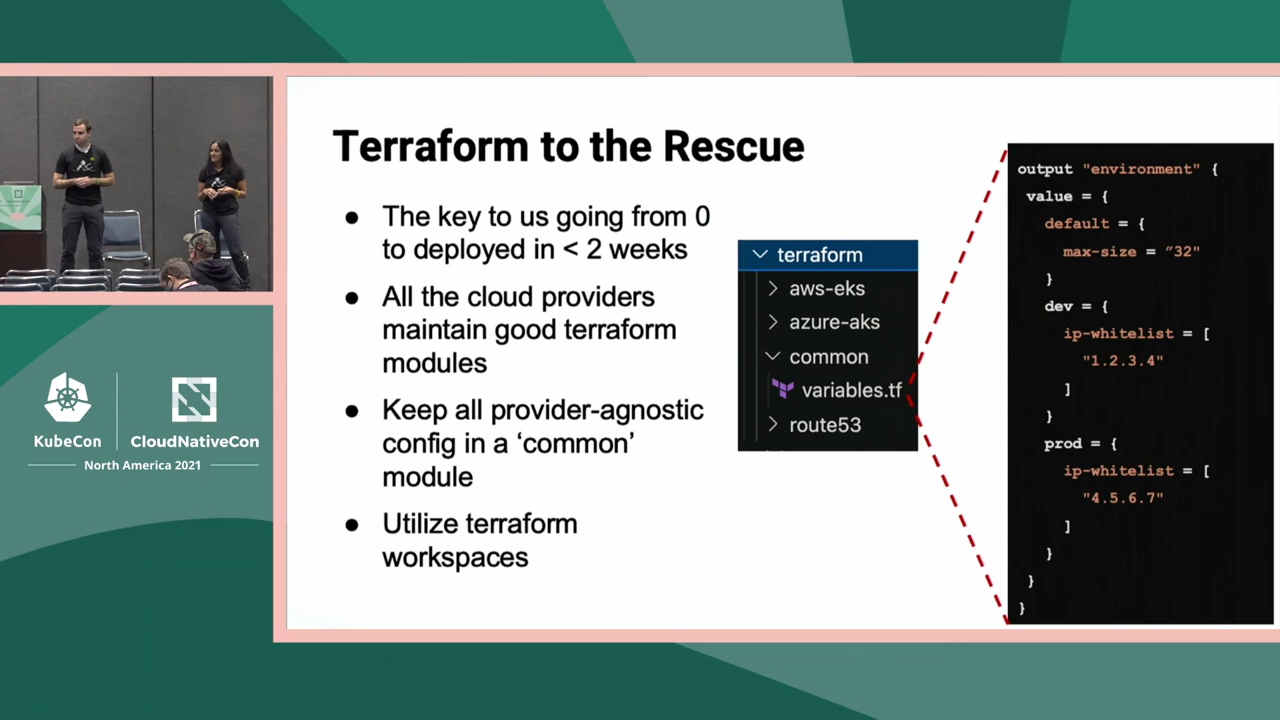 Terraform to the Rescue
● The key to us going from 0
to deployed in < 2 weeks
● All the cloud providers
maintain good terraform
modules
● Keep all provider-agnostic
config in a ‘common’
module
● Utilize terraform
workspaces
terraform
aws-eks
azure-aks
common
variables.tf
route53
output "environment" {
value = {
default = {
max-size = ″32"
}
dev = {
ip-whitelist = [
"1.2.3.4"
]
}
prod = {
ip-whitelist = [
"4.5.6.7"
]
}
}
}
KubeCon
CloudNativeCon
North America 2021